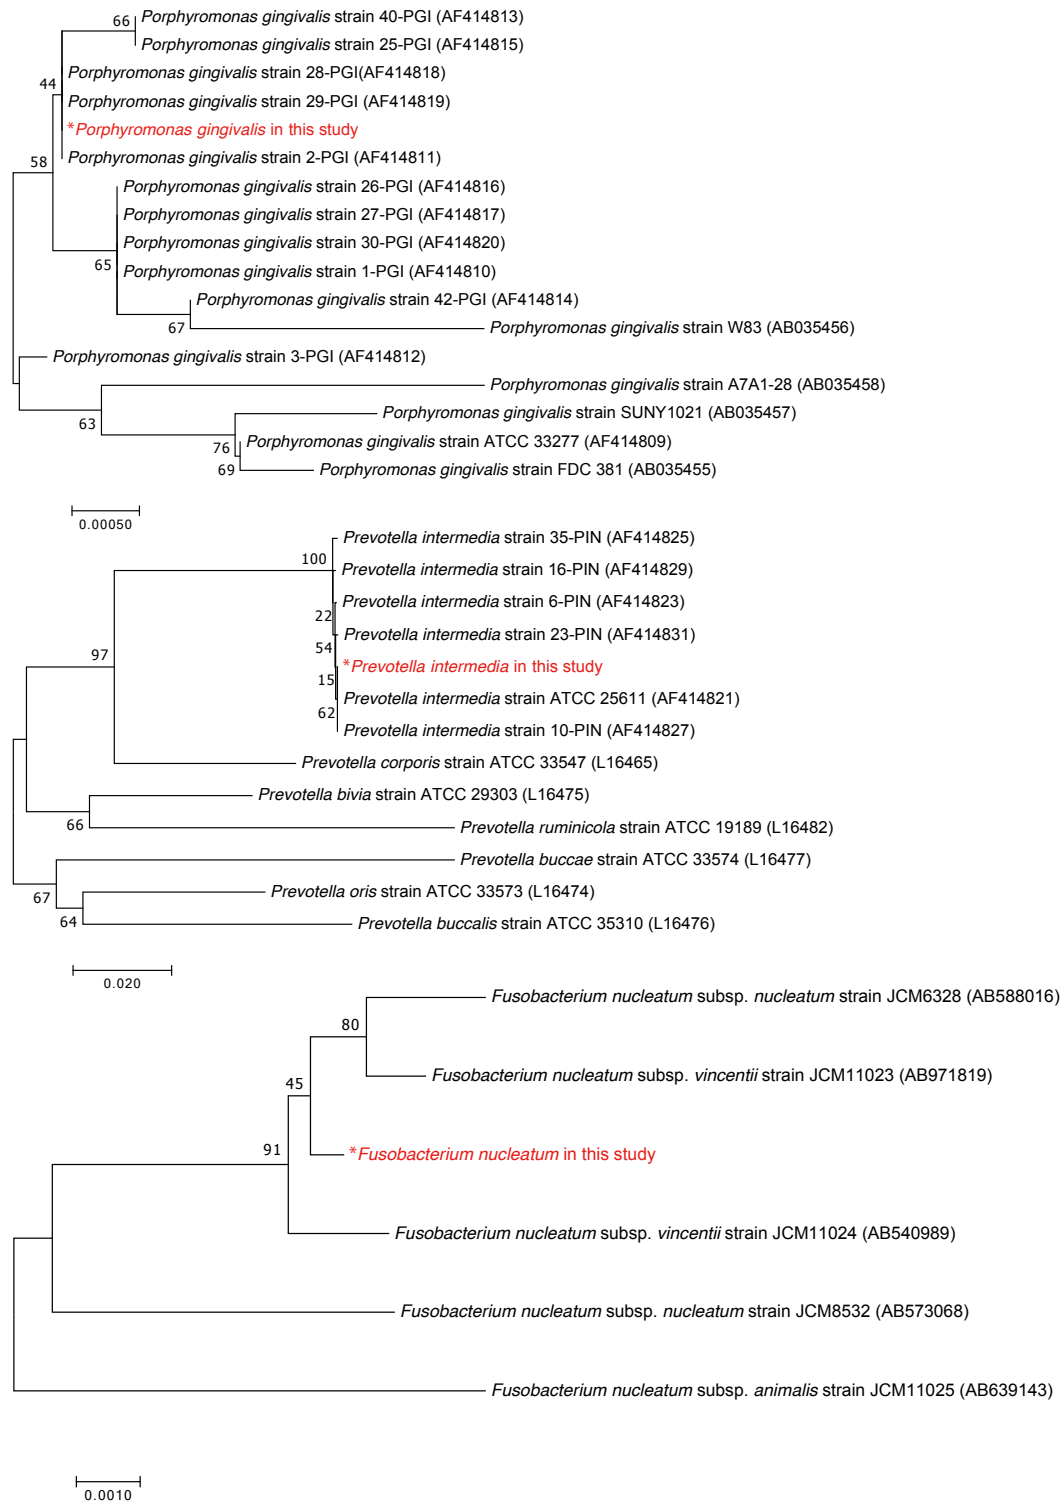 66
Porphyromonas gingivalis strain 40-PGI (AF414813)
Porphyromonas gingivalis strain 25-PGI (AF414815)
44
Porphyromonas gingivalis strain 28-PGI(AF414818)
Porphyromonas gingivalis strain 29-PGI (AF414819)
*Porphyromonas gingivalis in this study
Porphyromonas gingivalis strain 2-PGI (AF414811)
58
Porphyromonas gingivalis strain 26-PGI (AF414816)
Porphyromonas gingivalis strain 27-PGI (AF414817)
Porphyromonas gingivalis strain 30-PGI (AF414820)
65
Porphyromonas gingivalis strain 1-PGI (AF414810)
Porphyromonas gingivalis strain 42-PGI (AF414814)
67
Porphyromonas gingivalis strain W83 (AB035456)
Porphyromonas gingivalis strain 3-PGI (AF414812)
Porphyromonas gingivalis strain A7A1-28 (AB035458)
63
Porphyromonas gingivalis strain SUNY1021 (AB035457)
76
Porphyromonas gingivalis strain ATCC 33277 (AF414809)
69
Porphyromonas gingivalis strain FDC 381 (AB035455)
0.00050
Prevotella intermedia strain 35-PIN (AF414825)
100
Prevotella intermedia strain 16-PIN (AF414829)
Prevotella intermedia strain 6-PIN (AF414823)
22
Prevotella intermedia strain 23-PIN (AF414831)
54
97
*Prevotella intermedia in this study
15
Prevotella intermedia strain ATCC 25611 (AF414821)
62
Prevotella intermedia strain 10-PIN (AF414827)
Prevotella corporis strain ATCC 33547 (L16465)
Prevotella bivia strain ATCC 29303 (L16475)
66
Prevotella ruminicola strain ATCC 19189 (L16482)
Prevotella buccae strain ATCC 33574 (L16477)
67
Prevotella oris strain ATCC 33573 (L16474)
64
Prevotella buccalis strain ATCC 35310 (L16476)
0.020
Fusobacterium nucleatum subsp. nucleatum strain JCM6328 (AB588016)
80
Fusobacterium nucleatum subsp. vincentii strain JCM11023 (AB971819)
45
91
*Fusobacterium nucleatum in this study
Fusobacterium nucleatum subsp. vincentii strain JCM11024 (AB540989)
Fusobacterium nucleatum subsp. nucleatum strain JCM8532 (AB573068)
Fusobacterium nucleatum subsp. animalis strain JCM11025 (AB639143)
0.0010